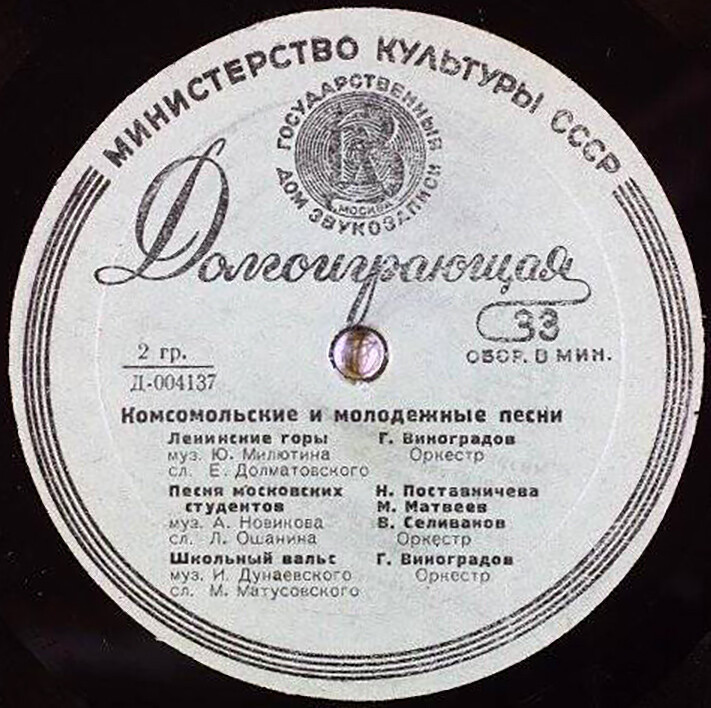 МИНИСТЕРСТВО КУЛЬТУРЫ СССР
ГОСУДАРСТВЕННЫЙ
ДОМ ЗВУКОЗАПИСИ
МОСКВА
Долгоиграющая
33
ОБОР. В МИН.
2 гр.
Д-004137
Комсомольские и молодежные песни
Ленинские горы Г. Виноградов
муз. Ю. Милютина Оркестр
сл. Е. Долматовского
Песня московских Н. Поставничева
студентов М. Матвеев
муз. А. Новикова В. Селиванов
сл. Л. Ошанина Оркестр
Школьный вальс Г. Виноградов
муз. И. Дунаевского Оркестр
сл. М. Матусовского